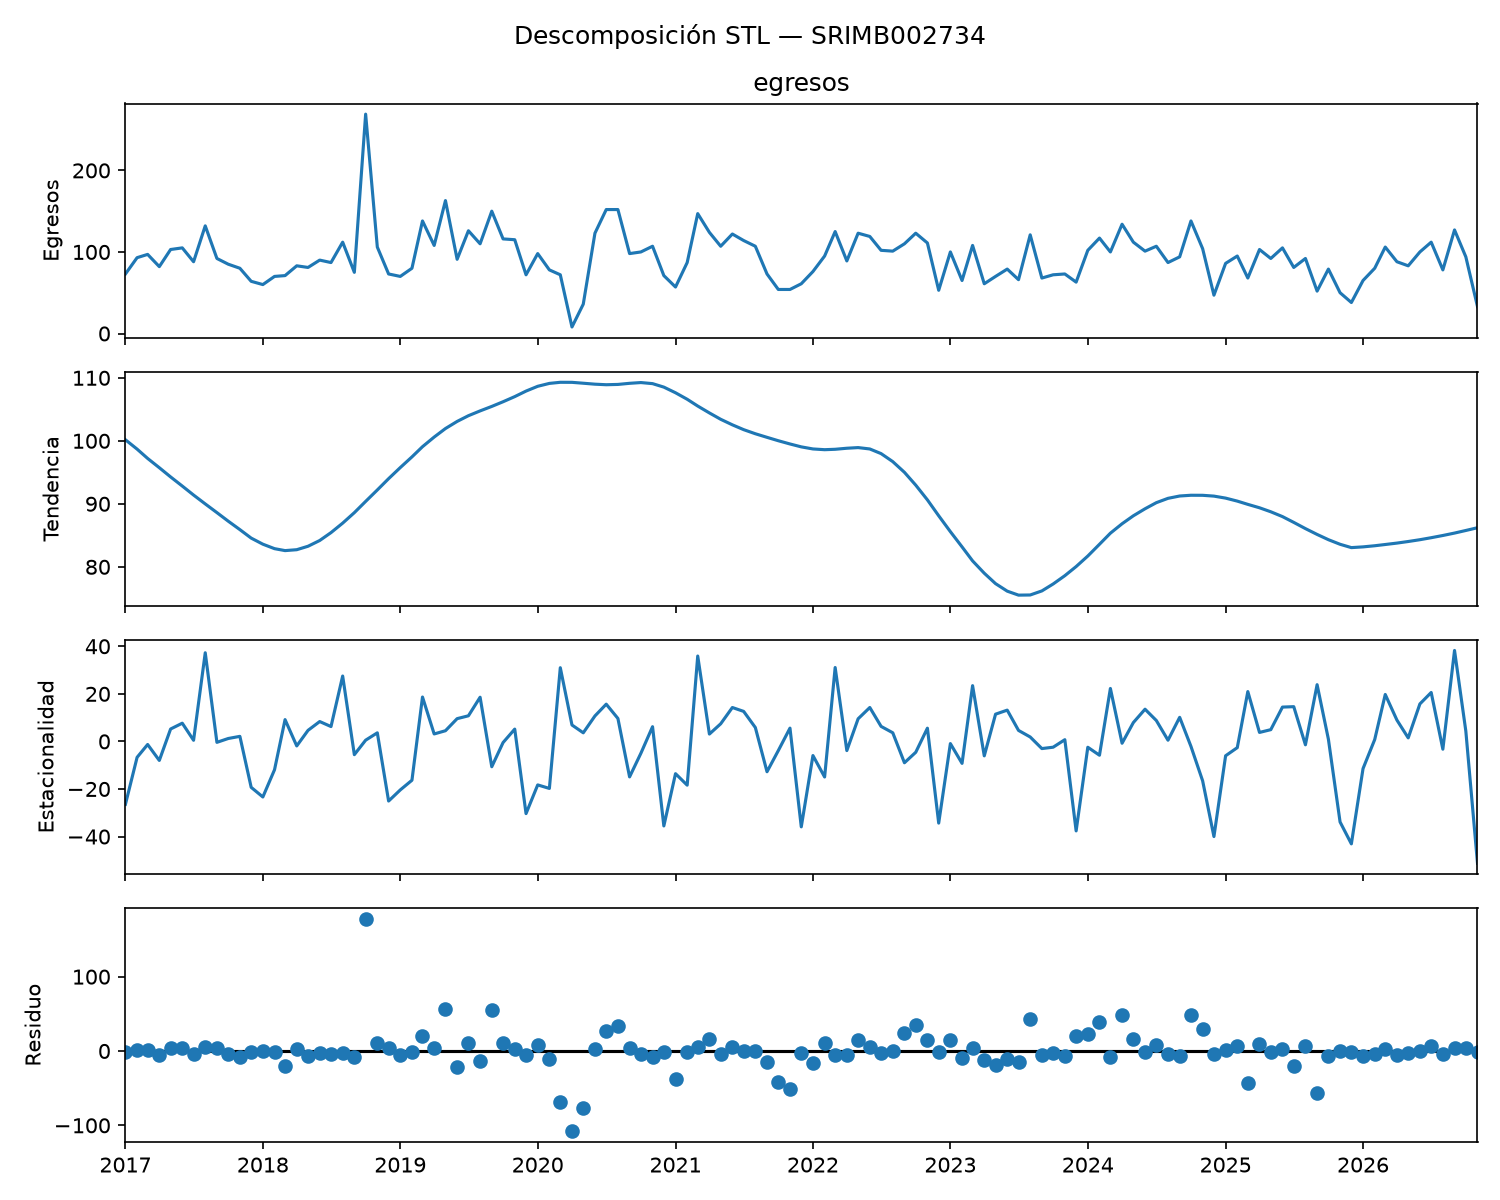 Descomposición STL — SRIMB002734
egresos
Egresos
200
100
0
Tendencia
110
100
90
80
Estacionalidad
40
20
0
−20
−40
Residuo
100
0
−100
2017 2018 2019 2020 2021 2022 2023 2024 2025 2026